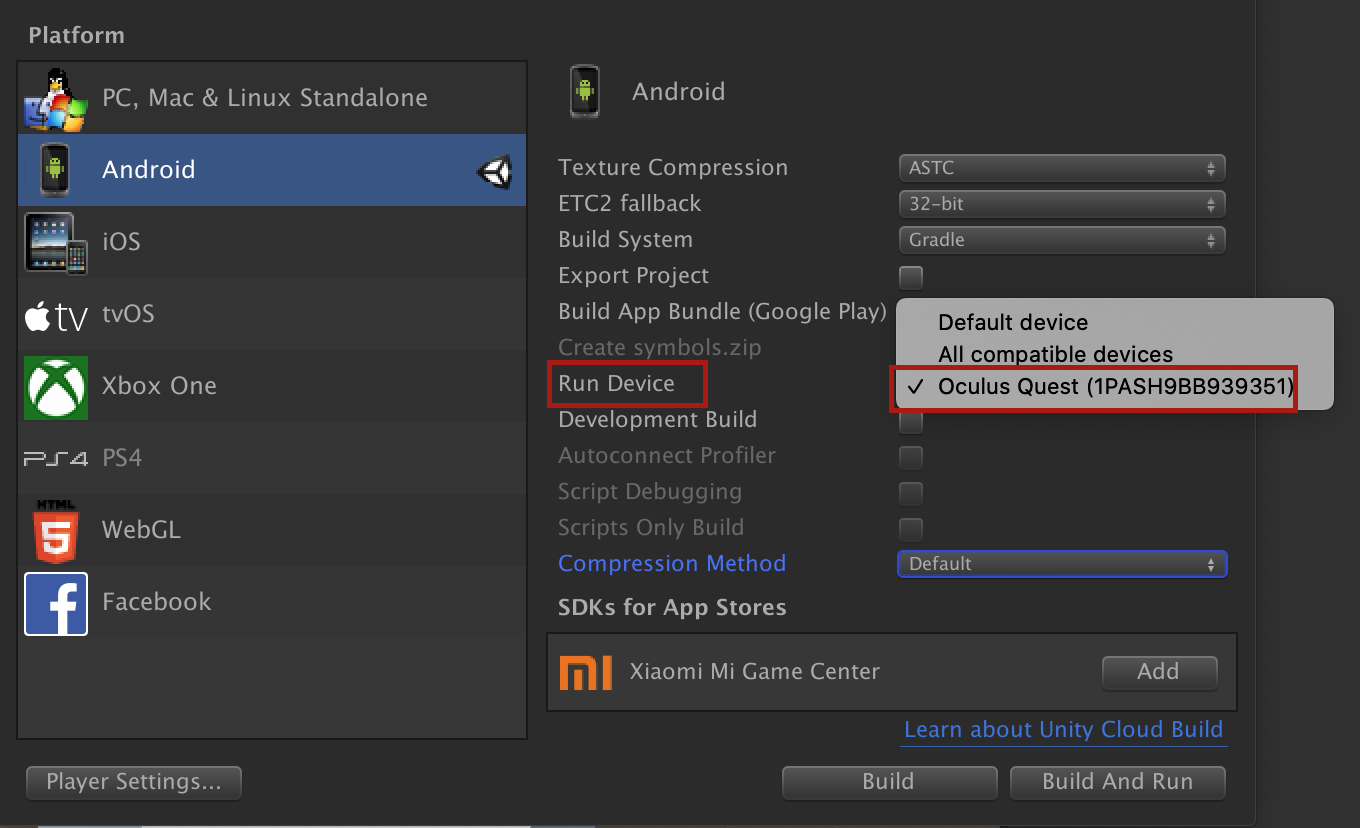 Platform
PC, Mac & Linux Standalone
Android
iOS
tv
tvOS
Xbox One
PS4
PS4
HTML
5
WebGL
f
Facebook
Player Settings...
Android
Texture Compression
ASTC
ETC2 fallback
32-bit
Build System
Gradle
Export Project
Build App Bundle (Google Play)
Create symbols.zip
Run Device
Default device
All compatible devices
✓ Oculus Quest (1PASH9BB939351)
Development Build
Autoconnect Profiler
Script Debugging
Scripts Only Build
Compression Method
Default
SDKs for App Stores
MI
Xiaomi Mi Game Center
Add
Learn about Unity Cloud Build
Build
Build And Run